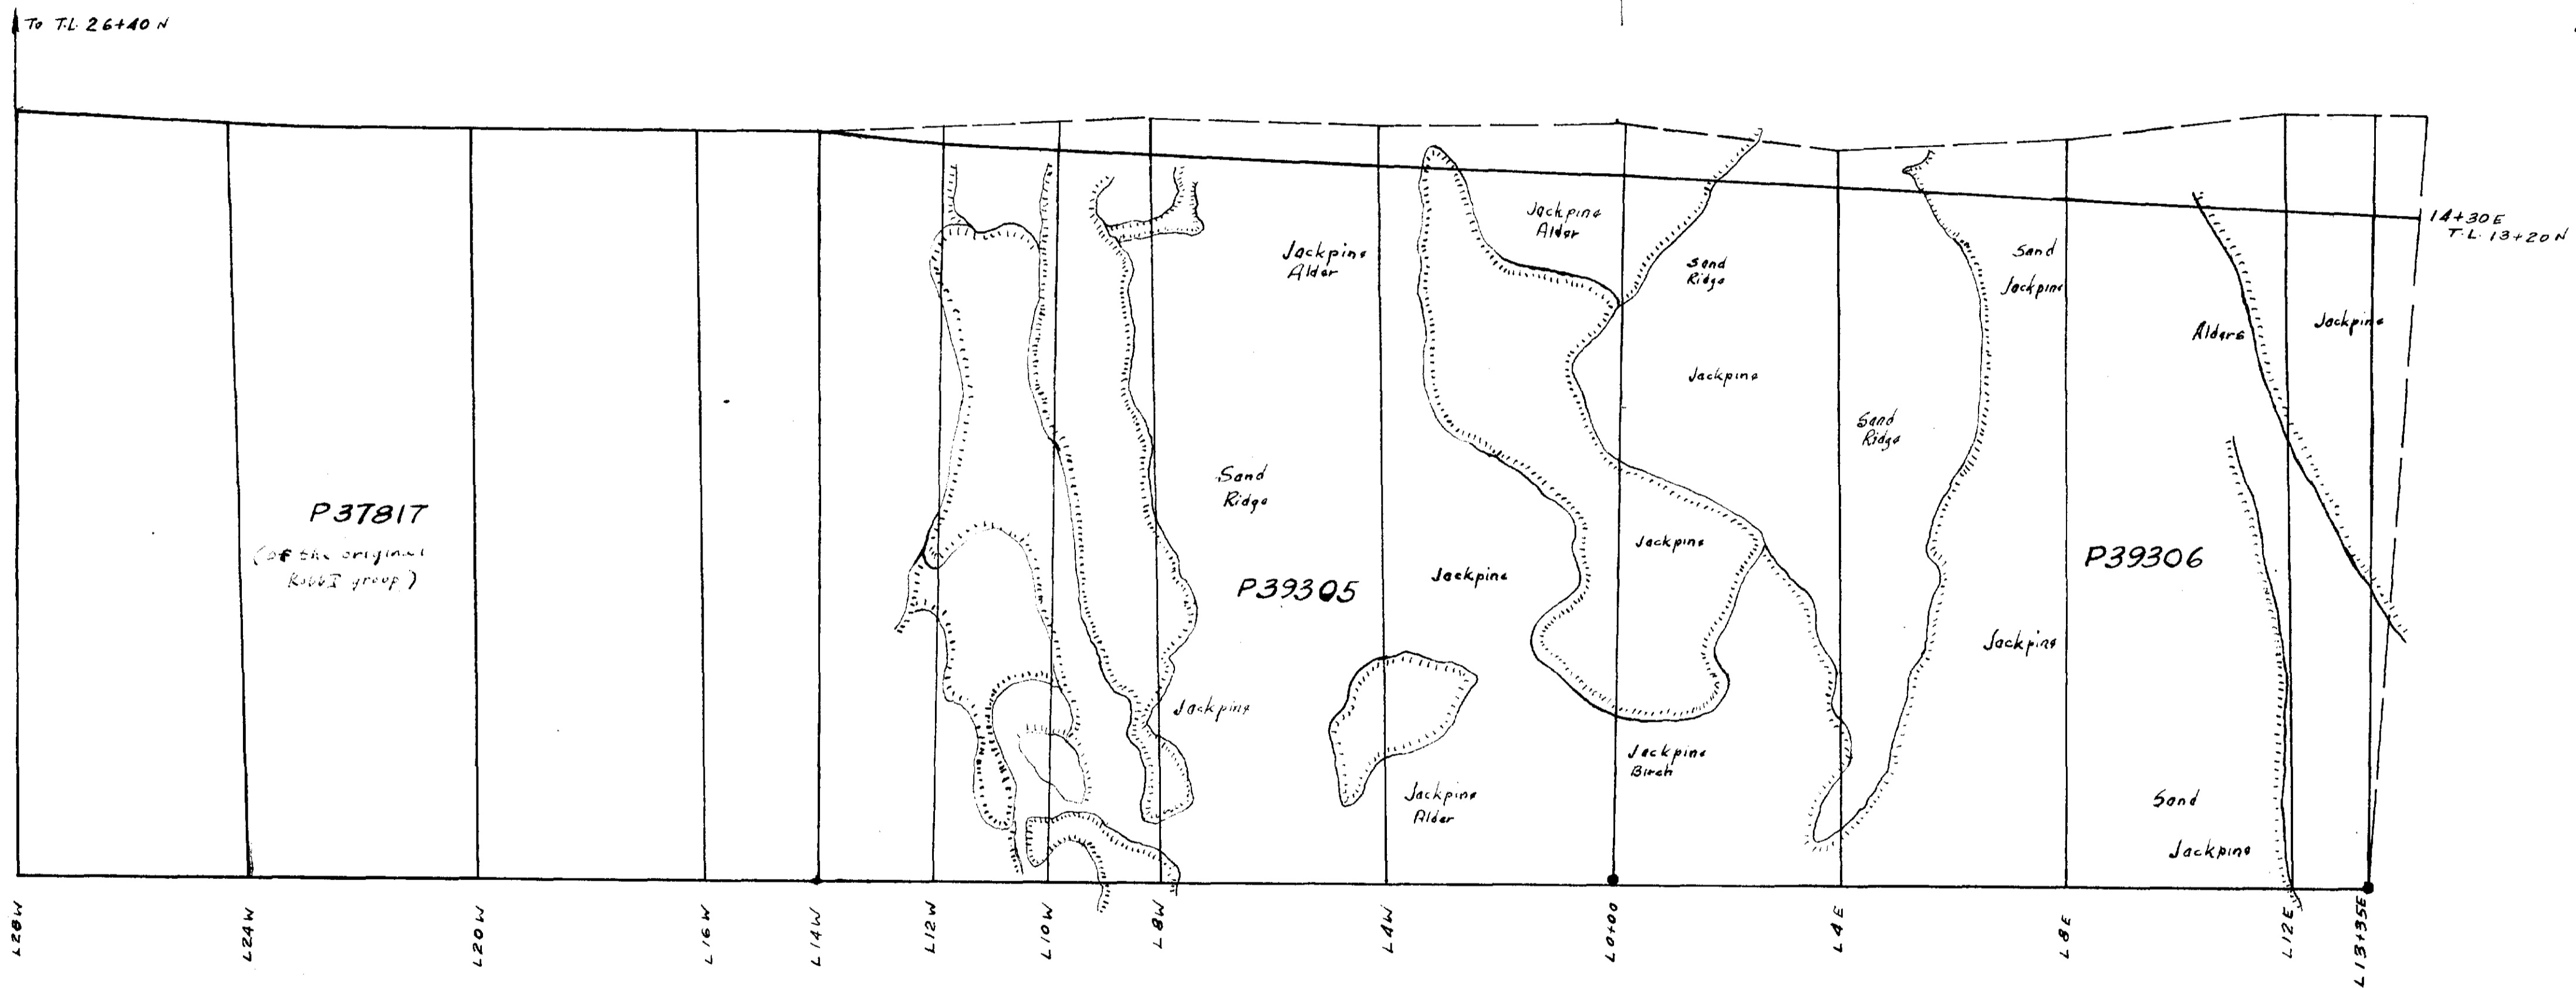 To T.L. 26+40 N
14+30 E
T.L. 13+20 N
Jackpine
Alder
Jackpine
Alder
Sand
Ridge
Sand
Jackpine
Alders
Jackpine
Jackpine
Sand
Ridge
Sand
Ridge
P37817
(of the original
group)
Jackpine
P39306
P39305
Jackpine
Jackpine
Jackpine
Jackpine
Birch
Jackpine
Alder
Sand
Jackpine
L28W
L24W
L20W
L16W
L14W
L12W
L10W
L8W
L4W
L0+00
L4E
L8E
L12E
L13+35E